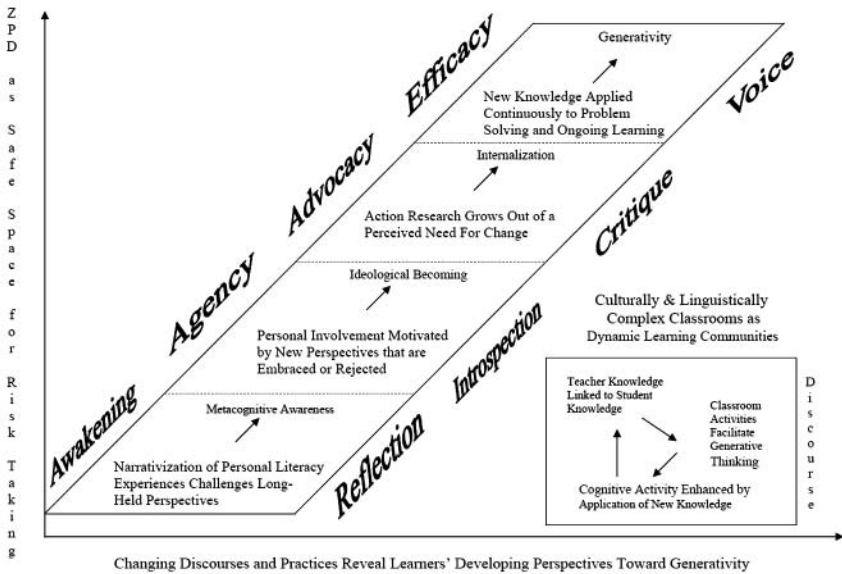 ZPD as Safe Space for Risk Taking
Efficacy
Advocacy
Agency
Awakening
Generativity
New Knowledge Applied
Continuously to Problem
Solving and Ongoing Learning
Internalization
Action Research Grows Out of a
Perceived Need For Change
Ideological Becoming
Personal Involvement Motivated
by New Perspectives that are
Embraced or Rejected
Metacognitive Awareness
Narrativization of Personal Literacy
Experiences Challenges Long-
Held Perspectives
Voice
Critique
Introspection
Reflection
Culturally & Linguistically
Complex Classrooms as
Dynamic Learning Communities
Teacher Knowledge
Linked to Student
Knowledge
Classroom
Activities
Facilitate
Generative
Thinking
Cognitive Activity Enhanced by
Application of New Knowledge
Discourse
Changing Discourses and Practices Reveal Learners' Developing Perspectives Toward Generativity